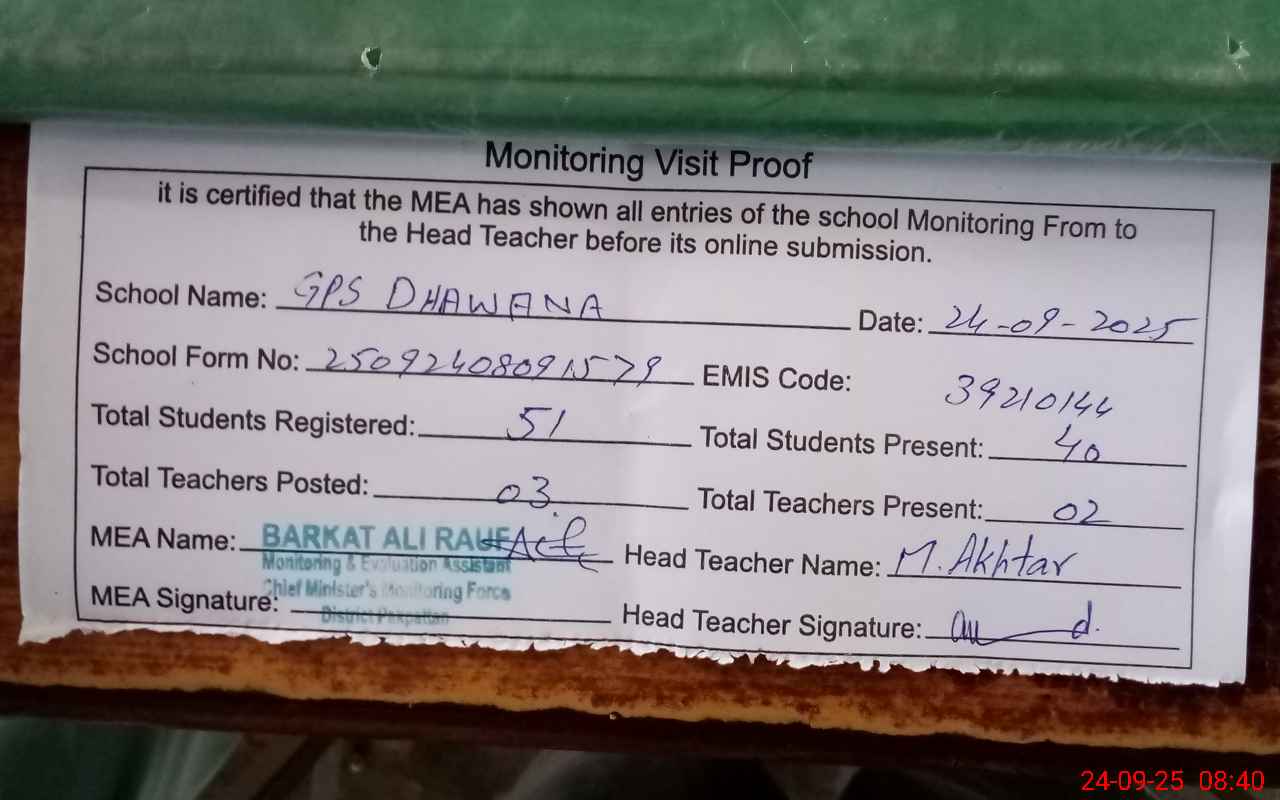 Monitoring Visit Proof
it is certified that the MEA has shown all entries of the school Monitoring From to
the Head Teacher before its online submission.
School Name: GPS DHAWANA Date: 24-09-2025
School Form No: 25092408091579 EMIS Code: 39210144
Total Students Registered: 51 Total Students Present: 40
Total Teachers Posted: 03. Total Teachers Present: 02
MEA Name: BARKAT ALI RAUF Head Teacher Name: M. Akhtar
Monitoring & Evaluation Assistant
Chief Minister's Monitoring Force
MEA Signature: Head Teacher Signature:
District Pakpattan
24-09-25 08:40